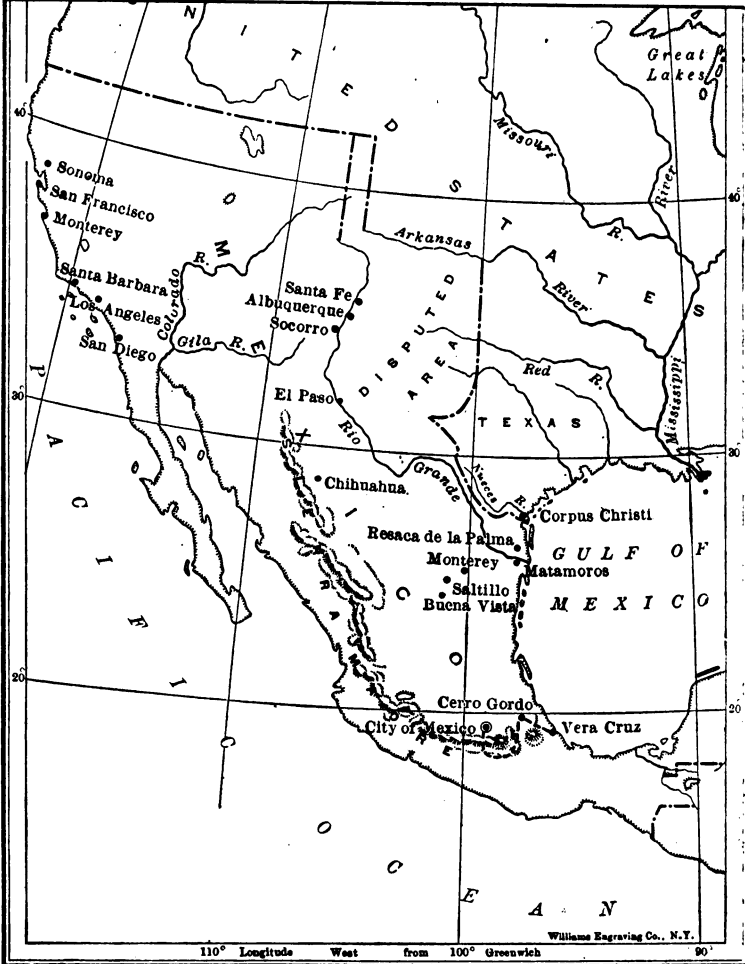 UNITED STATES
Great
Lakes
Missouri
River
R.
40°
40°
Sonoma
San Francisco
Monterey
Arkansas
River
Colorado
R.
Santa Barbara
Los Angeles
San Diego
Gila R.
Santa Fe
Albuquerque
Socorro
DISPUTED
AREA
Red
R.
Mississippi
El Paso
TEXAS
30°
30°
Rio
Grande
Nueces
R.
Chihuahua
Corpus Christi
Resaca de la Palma
Monterey
Matamoros
Saltillo
Buena Vista
GULF OF
MEXICO
MEXICO
SIERRA MADRE
20°
20°
Cerro Gordo
City of Mexico
Vera Cruz
PACIFIC
OCEAN
Williams Engraving Co., N.Y.
110° Longitude West from 100° Greenwich 90°